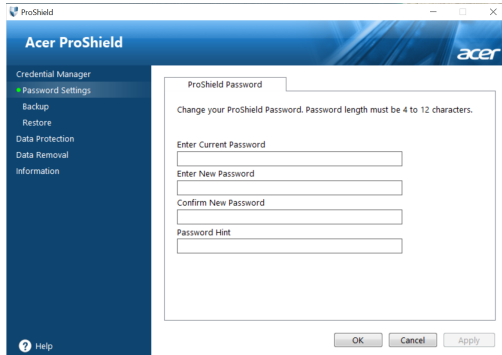 ProShield
Acer ProShield
acer
Credential Manager
Password Settings
Backup
Restore
Data Protection
Data Removal
Information
Help
ProShield Password
Change your ProShield Password. Password length must be 4 to 12 characters.
Enter Current Password
Enter New Password
Confirm New Password
Password Hint
OK
Cancel
Apply